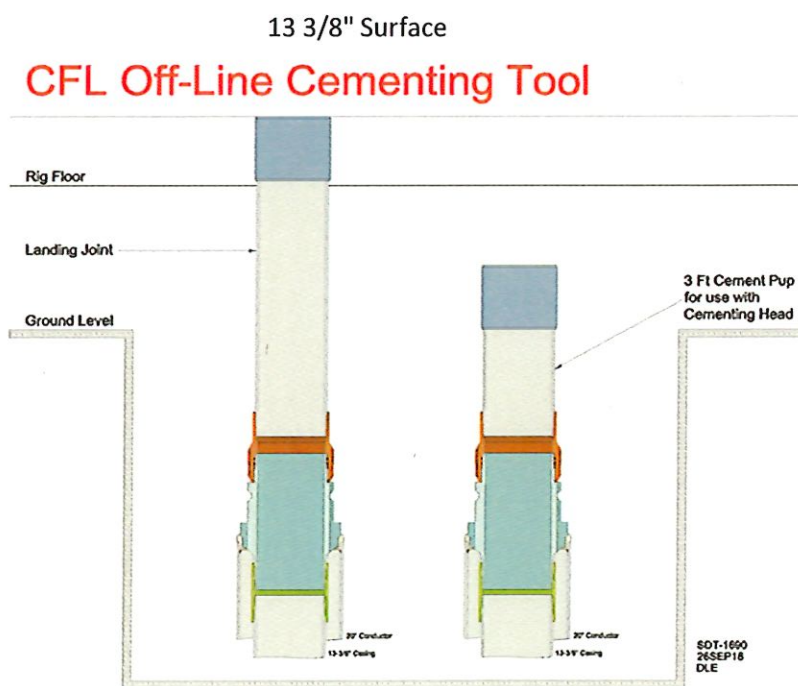 13 3/8" Surface
CFL Off-Line Cementing Tool
Rig Floor
Landing Joint
Ground Level
3 Ft Cement Pup
for use with
Cementing Head
20" Conductor
13-3/8" Casing
20" Conductor
13-3/8" Casing
SDT-1690
26SEP18
DLE